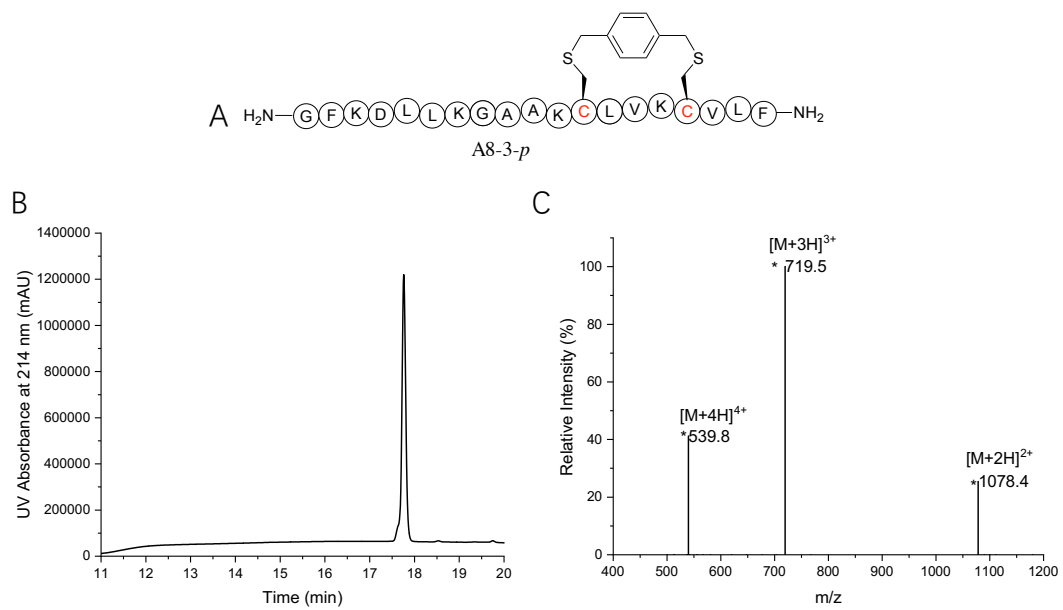 S S
A H₂N G F K D L L K G A A K C L V K C V L F NH₂
A8-3-p
B
1400000
1200000
1000000
800000
600000
400000
200000
0
UV Absorbance at 214 nm (mAU)
11 12 13 14 15 16 17 18 19 20
Time (min)
C
[M+3H]³⁺
* 719.5
[M+4H]⁴⁺
*539.8
[M+2H]²⁺
*1078.4
100
80
60
40
20
0
Relative Intensity (%)
400 500 600 700 800 900 1000 1100 1200
m/z